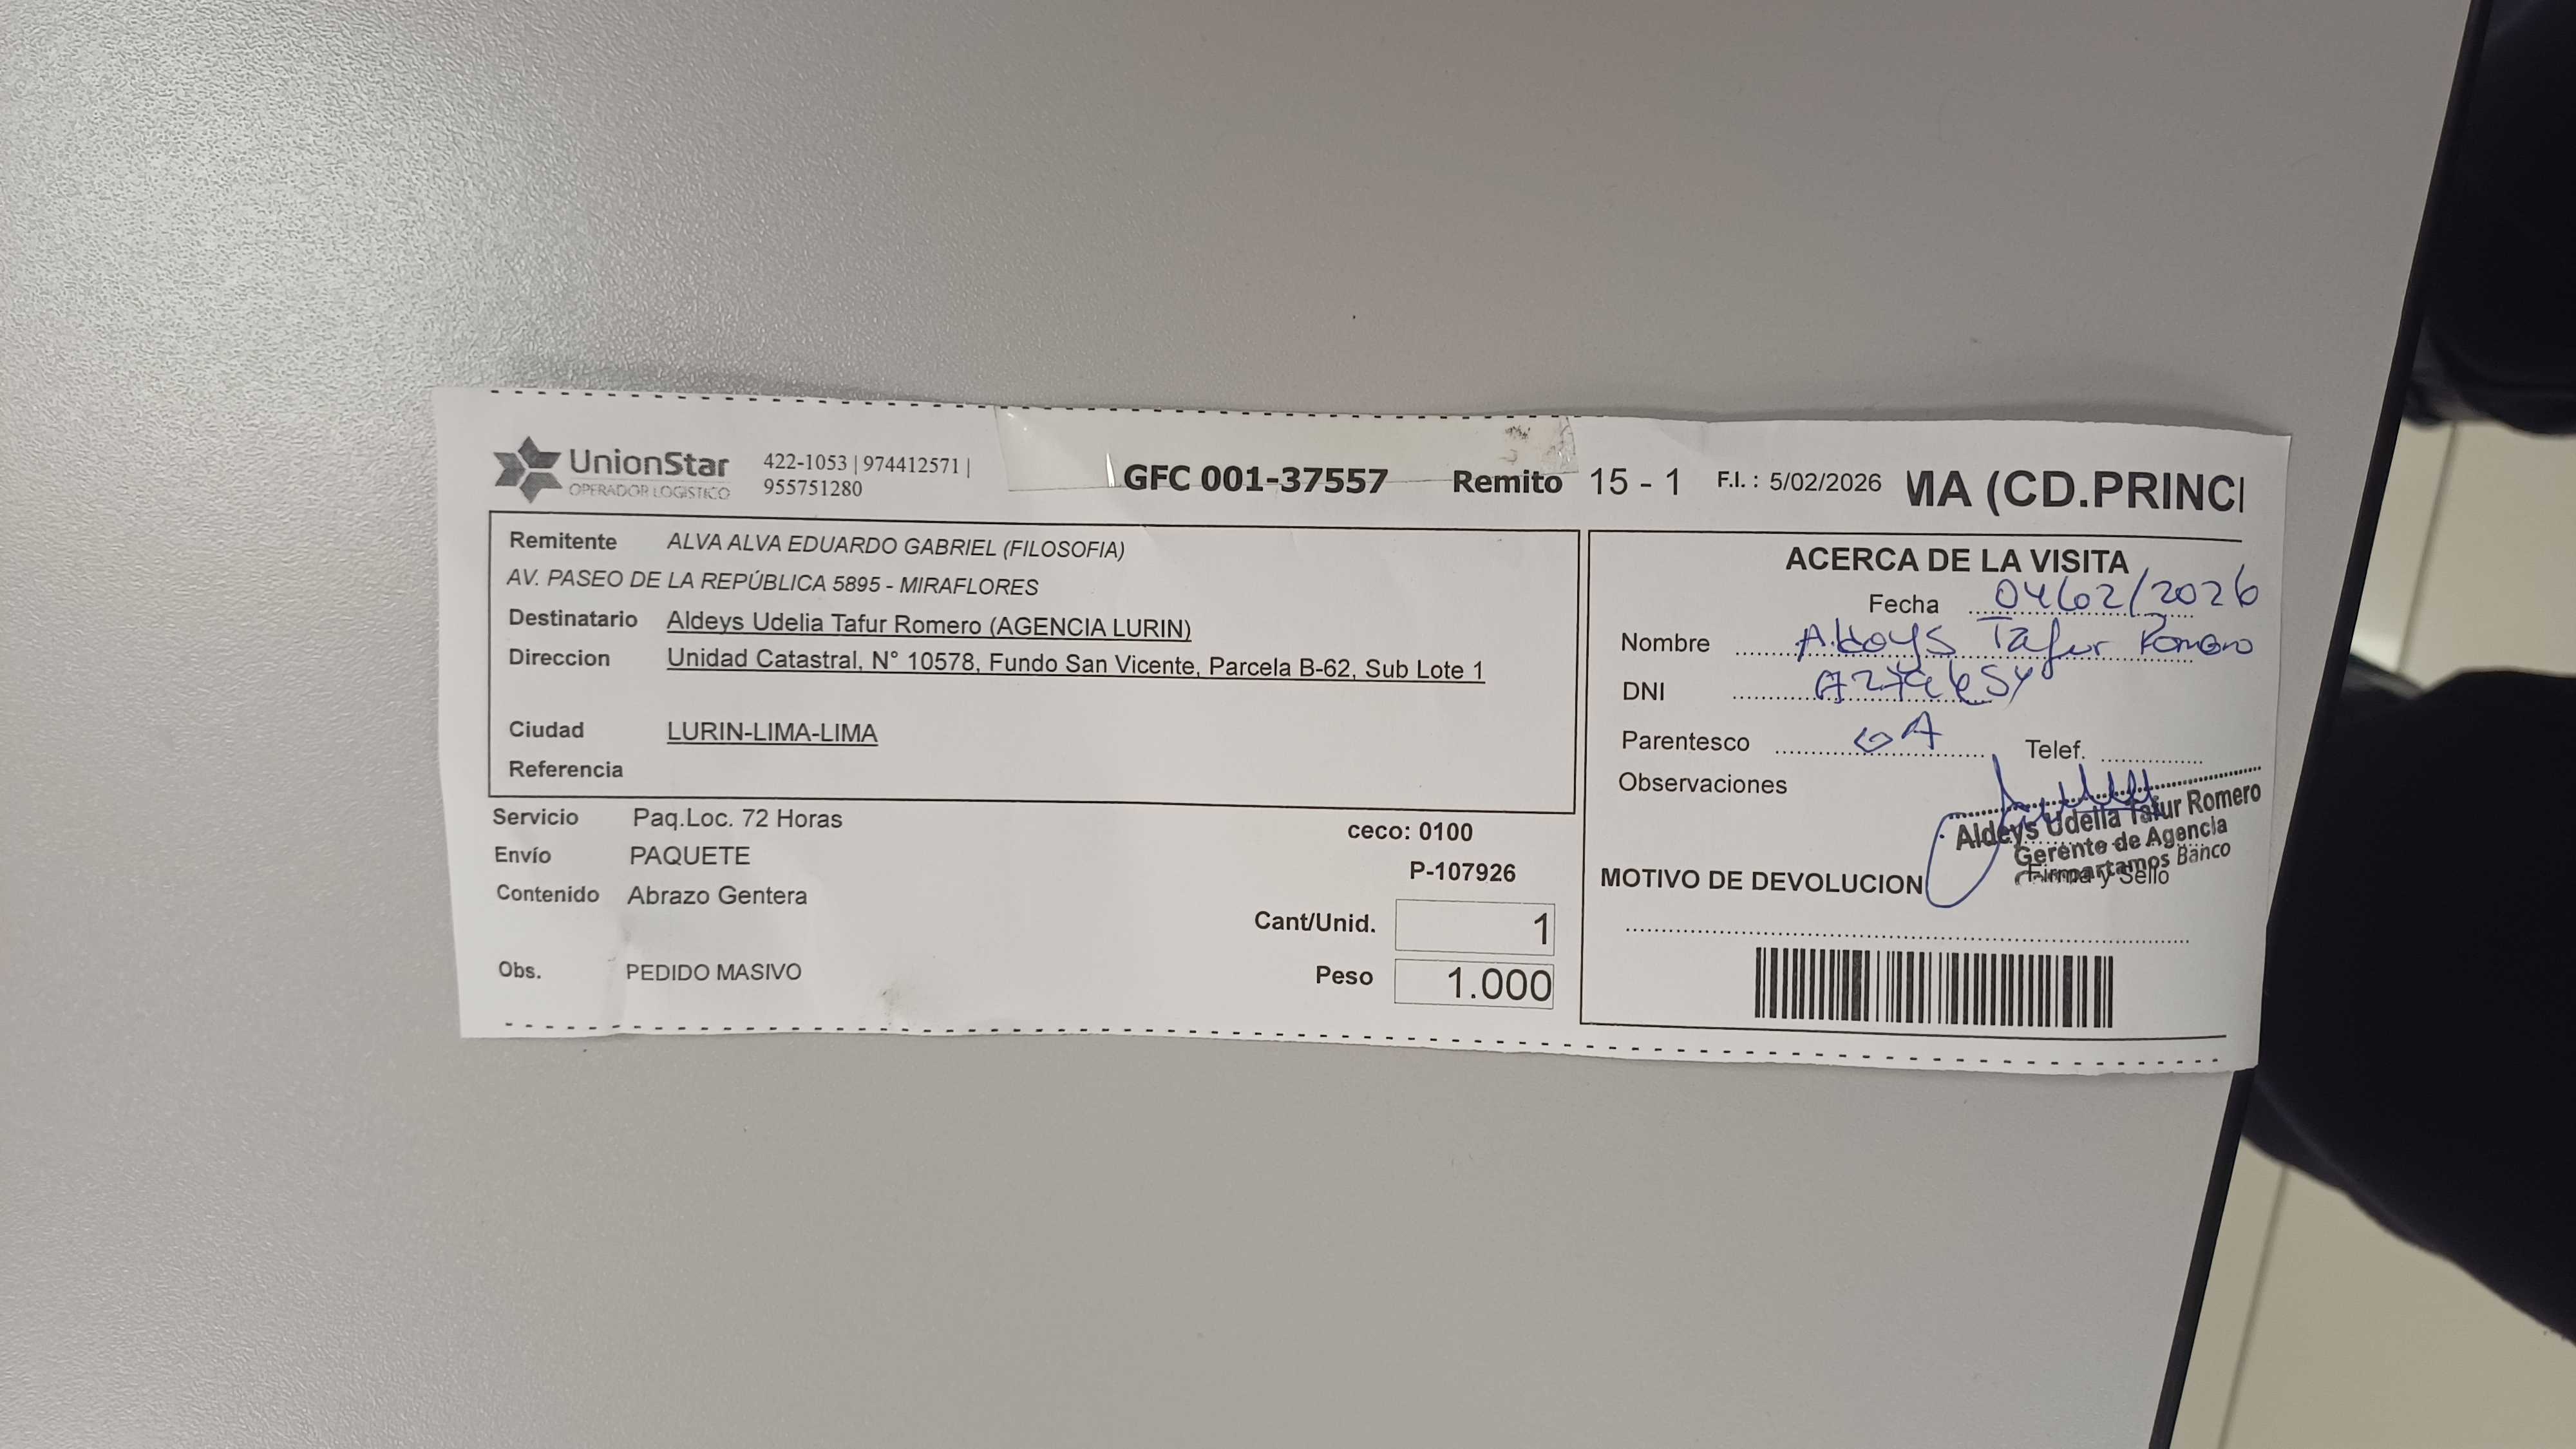 UnionStar
OPERADOR LOGISTICO
422-1053 | 974412571 |
955751280
GFC 001-37557 Remito 15 - 1 F.I. : 5/02/2026 MA (CD.PRINCI
Remitente ALVA ALVA EDUARDO GABRIEL (FILOSOFIA)
AV. PASEO DE LA REPÚBLICA 5895 - MIRAFLORES
Destinatario Aldeys Udelia Tafur Romero (AGENCIA LURIN)
Direccion Unidad Catastral, N° 10578, Fundo San Vicente, Parcela B-62, Sub Lote 1
Ciudad LURIN-LIMA-LIMA
Referencia
Servicio Paq.Loc. 72 Horas
ceco: 0100
Envío PAQUETE
P-107926
Contenido Abrazo Gentera
Cant/Unid. 1
Obs. PEDIDO MASIVO
Peso 1.000
ACERCA DE LA VISITA
Fecha 04/02/2026
Nombre Aldeys Tafur Romero
DNI
Parentesco GA Telef.
Observaciones
Aldeys Udelia Tafur Romero
Gerente de Agencia
Compartamos Banco
Firma y Sello
MOTIVO DE DEVOLUCION